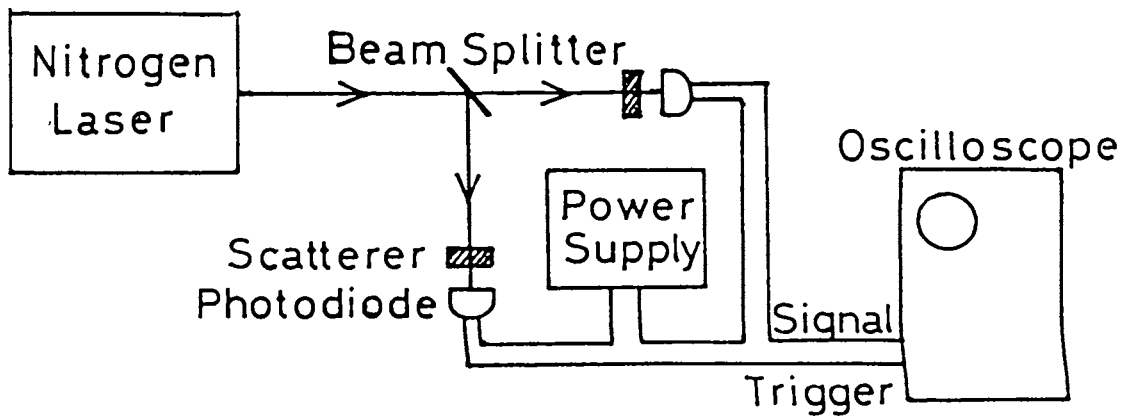 Nitrogen
Laser
Beam Splitter
Oscilloscope
Power
Supply
Scatterer
Photodiode
Signal
Trigger